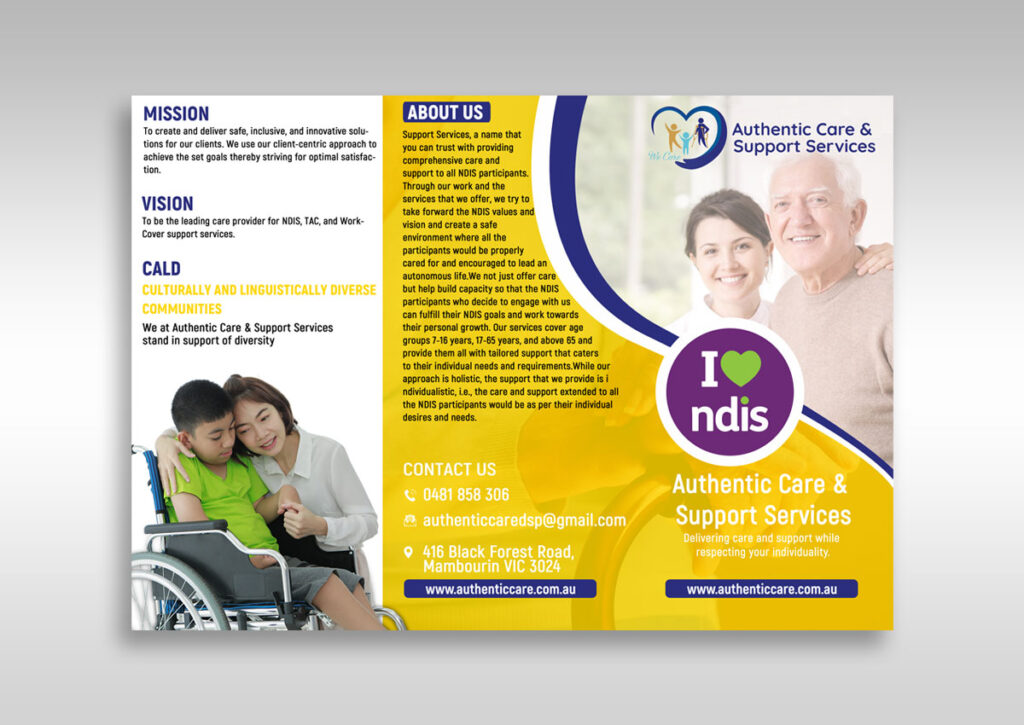 MISSION
To create and deliver safe, inclusive, and innovative solu-
tions for our clients. We use our client-centric approach to
achieve the set goals thereby striving for optimal satisfac-
tion.
VISION
To be the leading care provider for NDIS, TAC, and Work-
Cover support services.
CALD
CULTURALLY AND LINGUISTICALLY DIVERSE
COMMUNITIES
We at Authentic Care & Support Services
stand in support of diversity
ABOUT US
Support Services, a name that
you can trust with providing
comprehensive care and
support to all NDIS participants.
Through our work and the
services that we offer, we try to
take forward the NDIS values and
vision and create a safe
environment where all the
participants would be properly
cared for and encouraged to lead an
autonomous life.We not just offer care
but help build capacity so that the NDIS
participants who decide to engage with us
can fulfill their NDIS goals and work towards
their personal growth. Our services cover age
groups 7-16 years, 17-65 years, and above 65 and
provide them all with tailored support that caters
to their individual needs and requirements.While our
approach is holistic, the support that we provide is i
ndividualistic, i.e., the care and support extended to all
the NDIS participants would be as per their individual
desires and needs.
CONTACT US
0481 858 306
authenticcaredsp@gmail.com
416 Black Forest Road,
Mambourin VIC 3024
www.authenticcare.com.au
We Care
Authentic Care &
Support Services
I
ndis
Authentic Care &
Support Services
Delivering care and support while
respecting your individuality.
www.authenticcare.com.au